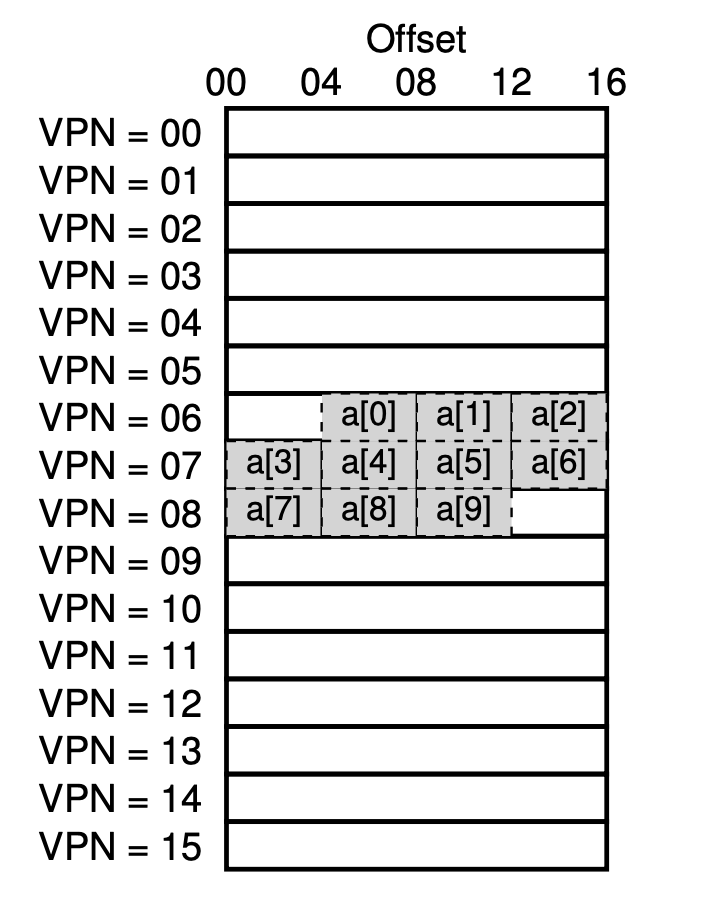 Offset
00 04 08 12 16
VPN = 00
VPN = 01
VPN = 02
VPN = 03
VPN = 04
VPN = 05
VPN = 06 a[0] a[1] a[2]
VPN = 07 a[3] a[4] a[5] a[6]
VPN = 08 a[7] a[8] a[9]
VPN = 09
VPN = 10
VPN = 11
VPN = 12
VPN = 13
VPN = 14
VPN = 15